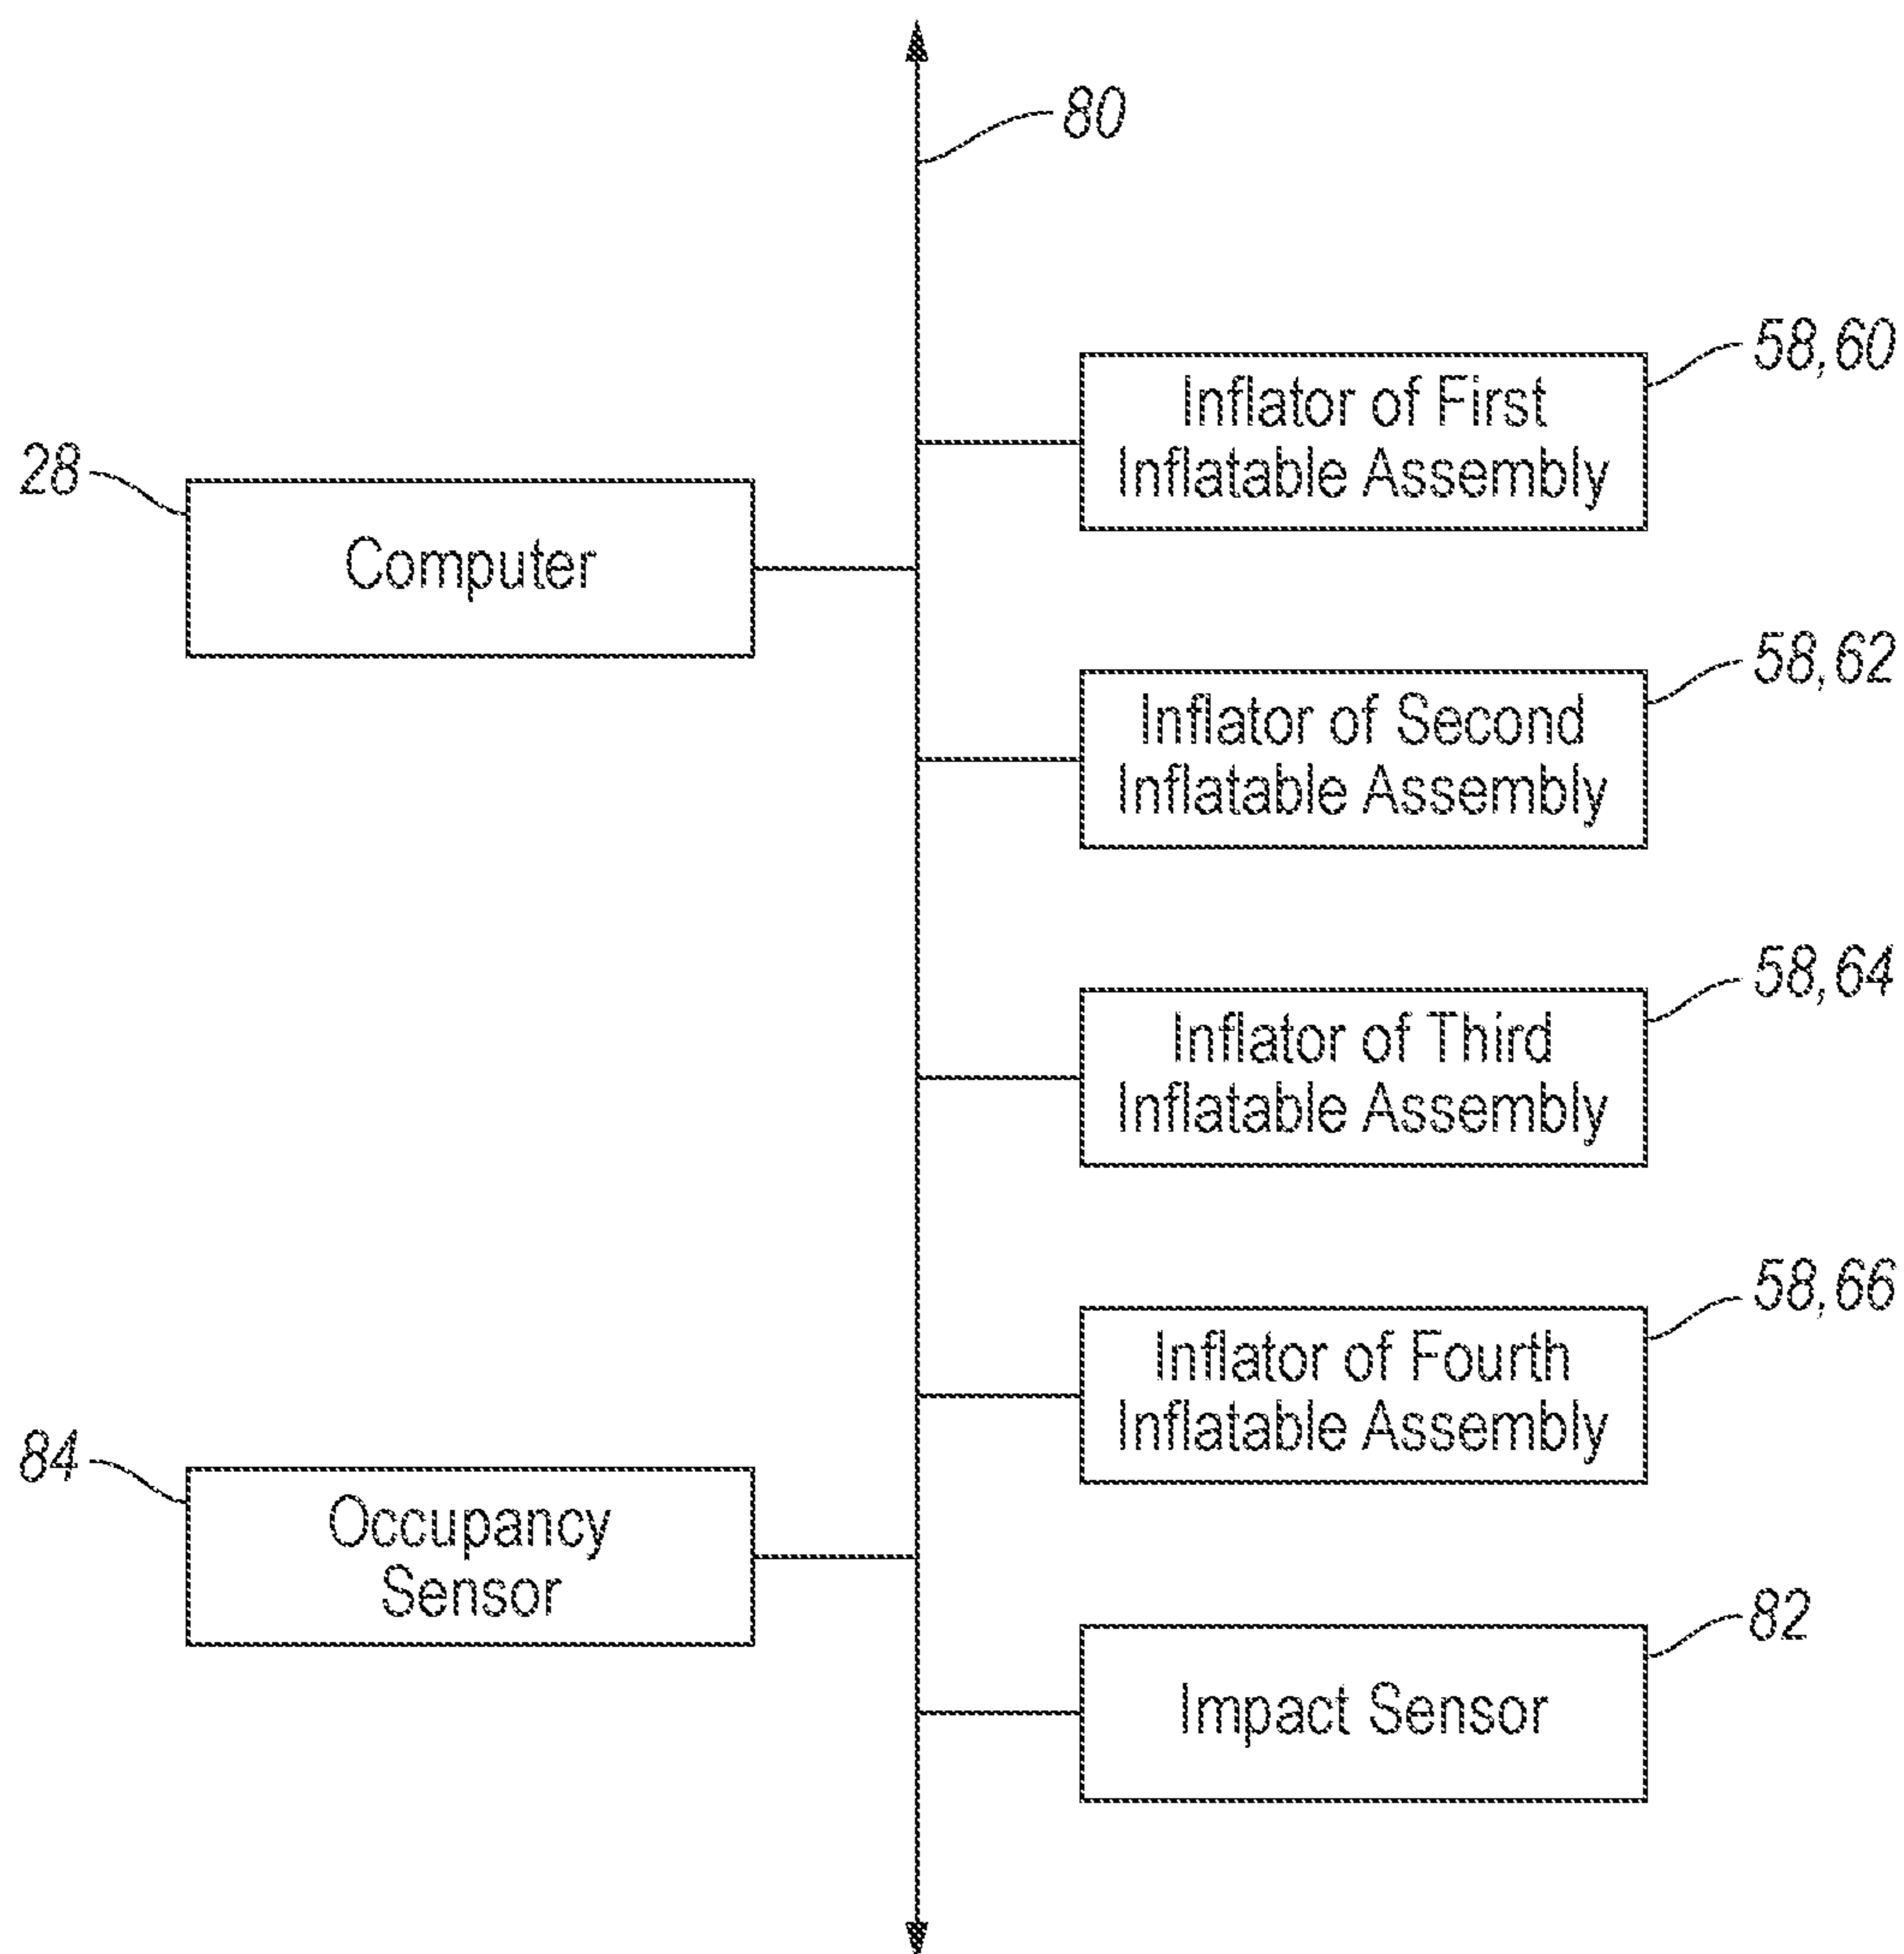 80
58,60
Inflator of First
Inflatable Assembly
28
Computer
58,62
Inflator of Second
Inflatable Assembly
58,64
Inflator of Third
Inflatable Assembly
58,66
Inflator of Fourth
Inflatable Assembly
84
Occupancy
Sensor
82
Impact Sensor